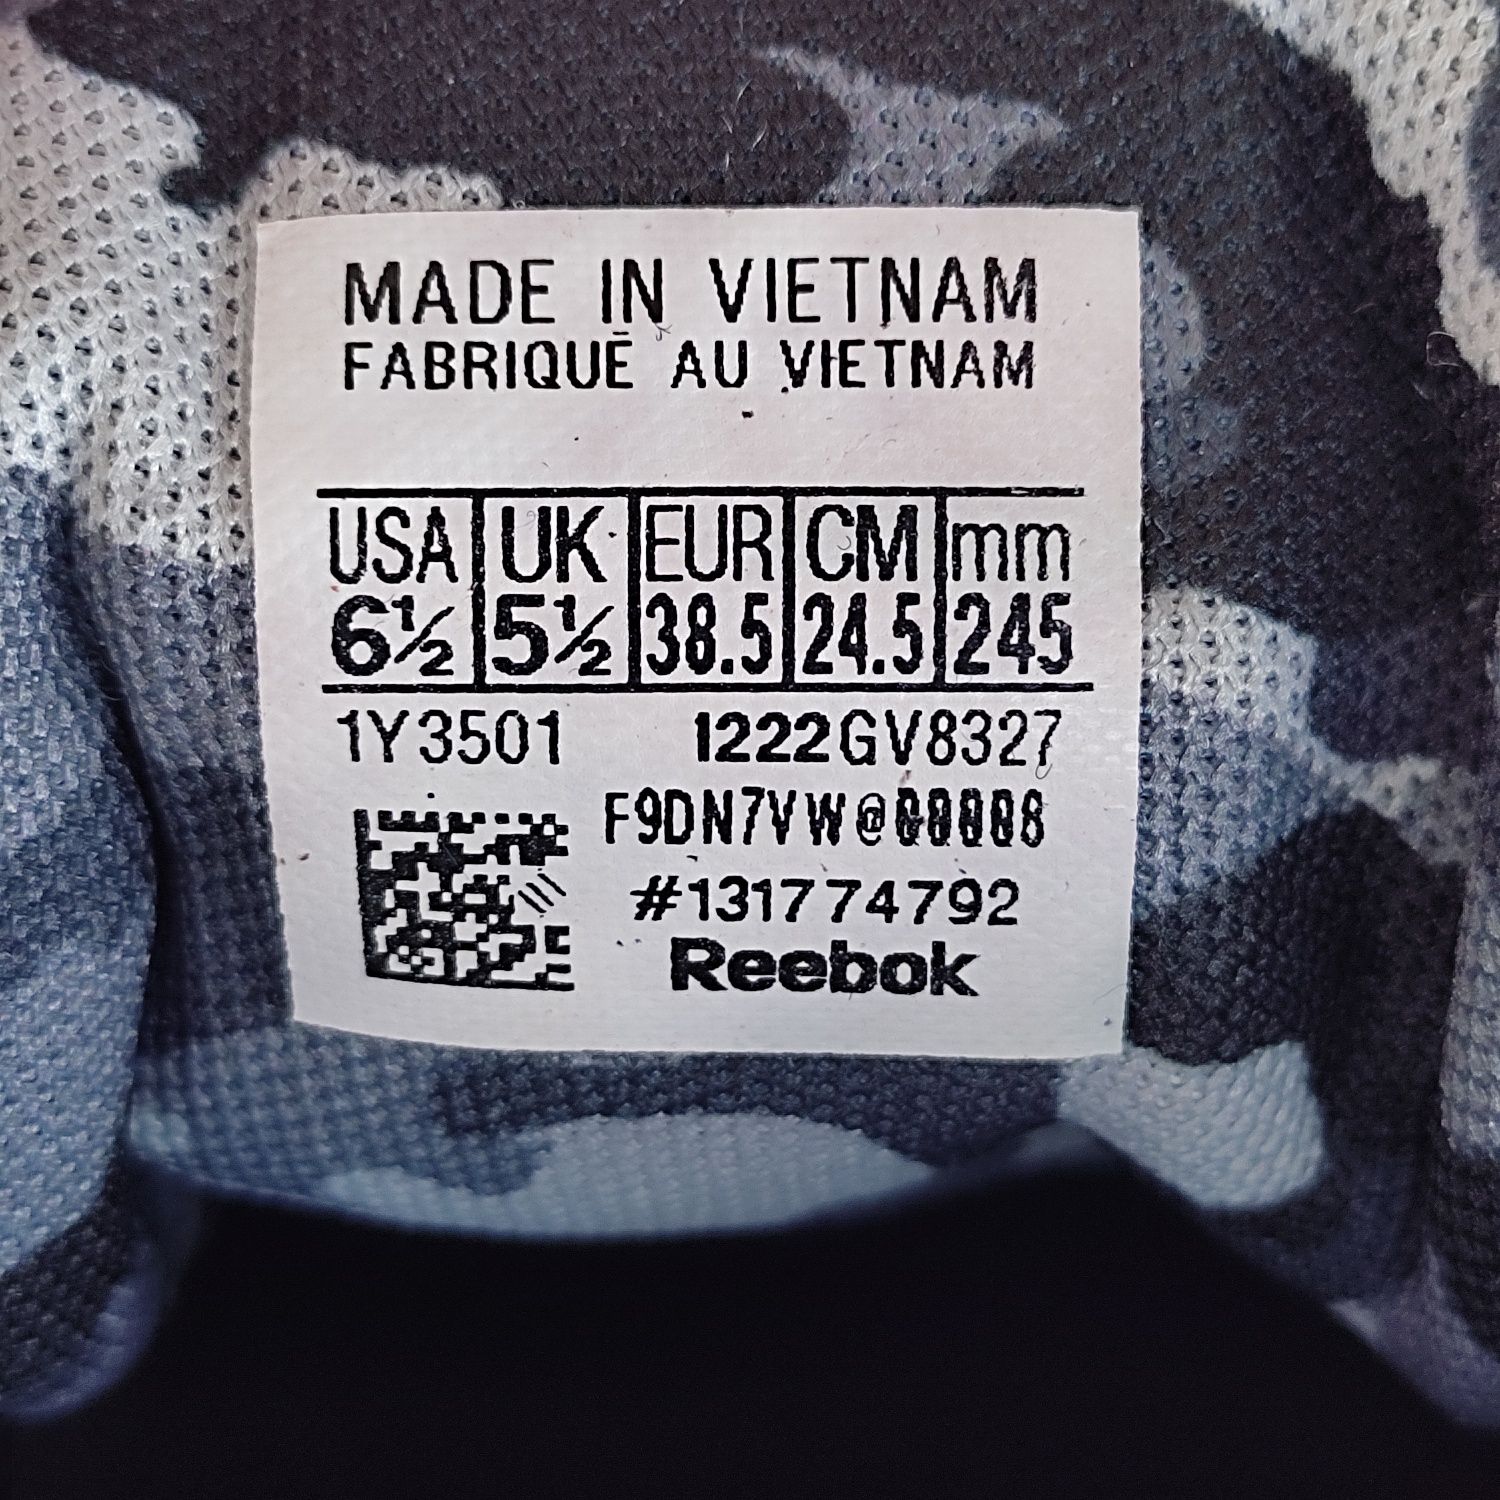 MADE IN VIETNAM
FABRIQUÉ AU VIETNAM
USA UK EUR CM mm
6½ 5½ 38.5 24.5 245
1Y3501 1222GV8327
#131774792
Reebok